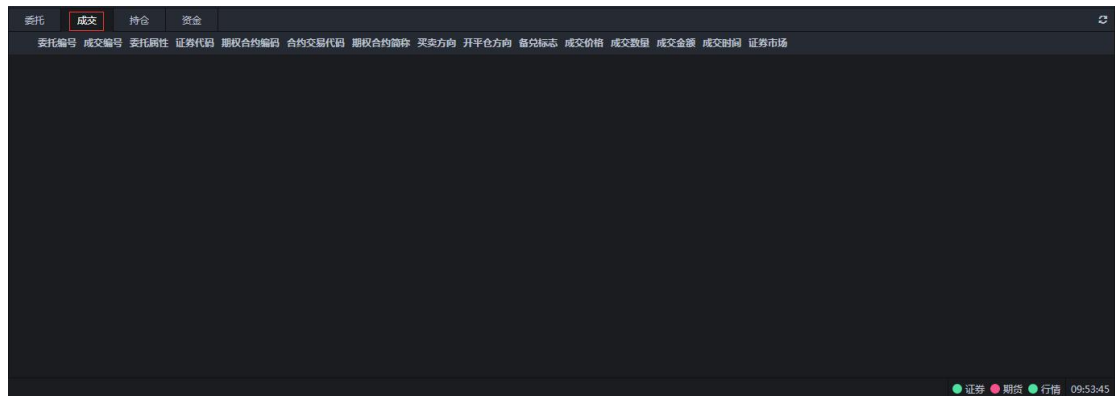 委托 成交 持仓 资金
委托编号 成交编号 委托属性 证券代码 期权合约编码 合约交易代码 期权合约简称 买卖方向 开平仓方向 备兑标志 成交价格 成交数量 成交金额 成交时间 证券市场
证券 期货 行情 09:53:45